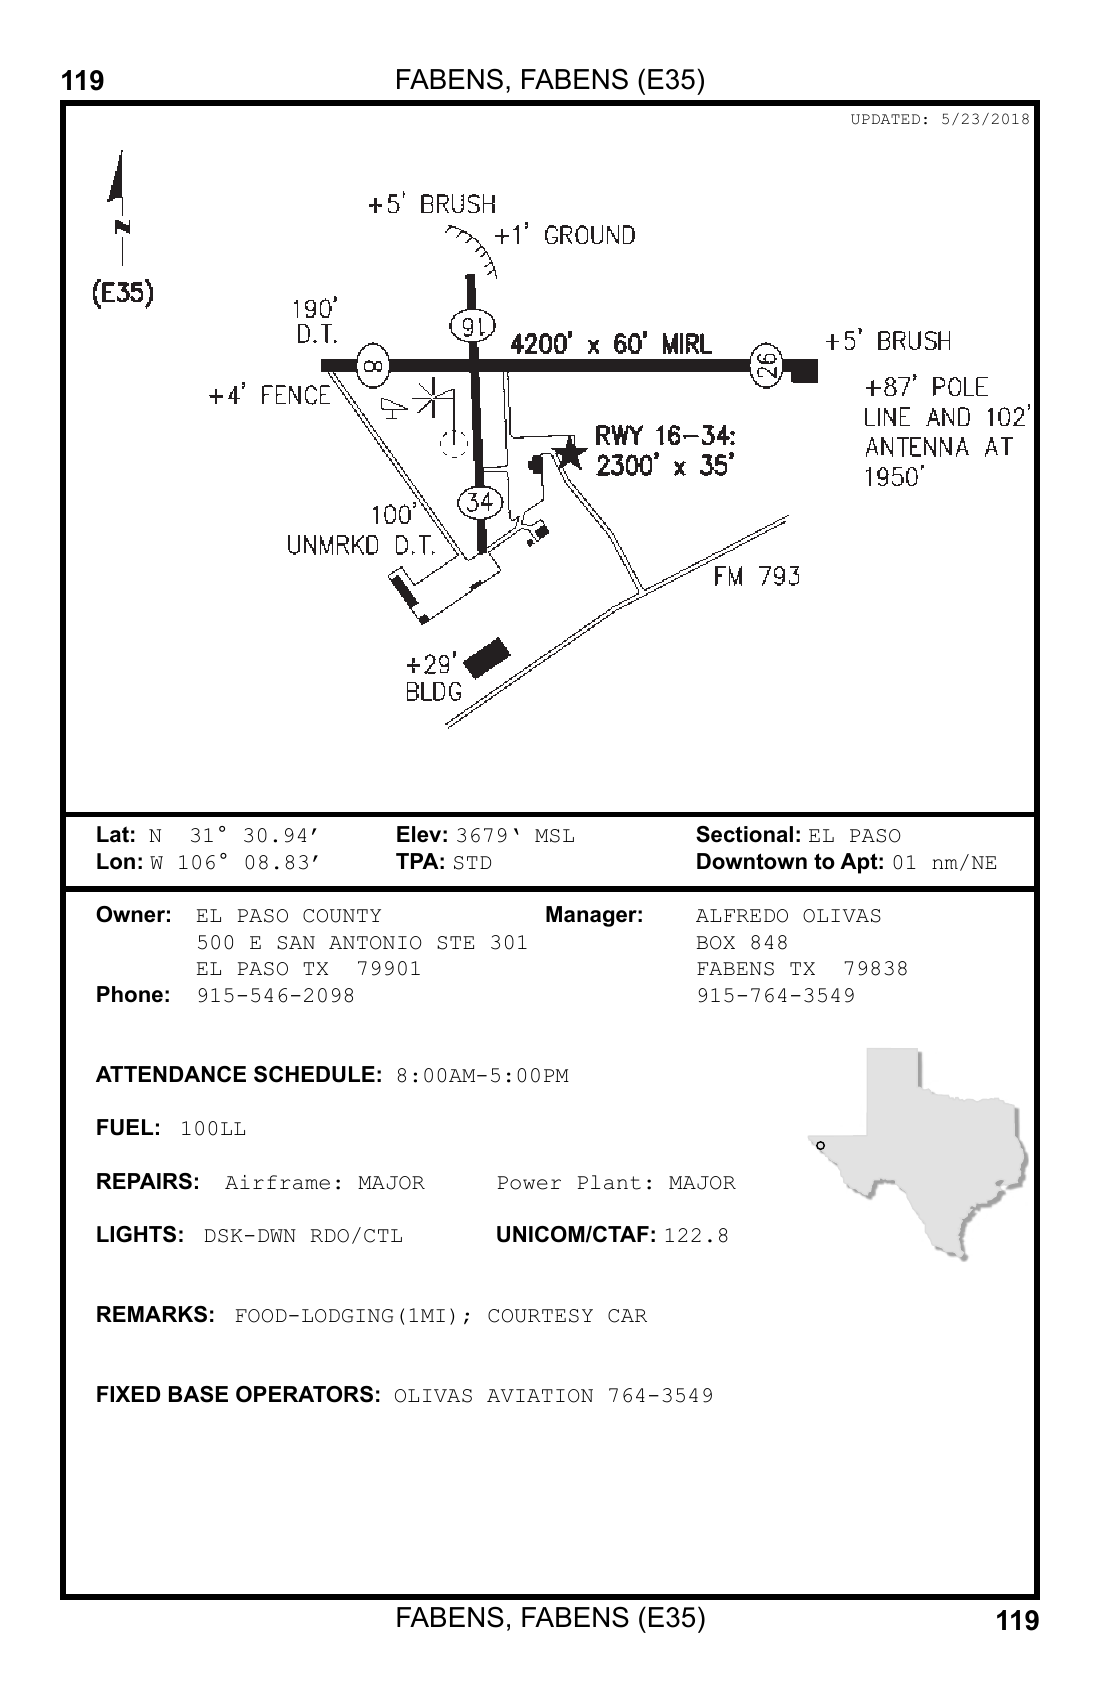 119 FABENS, FABENS (E35)
UPDATED: 5/23/2018
N
(E35)
+5' BRUSH
+1' GROUND
190'
D.T.
16
4200' x 60' MIRL
+5' BRUSH
8
26
+4' FENCE
+87' POLE
LINE AND 102'
ANTENNA AT
1950'
RWY 16-34:
2300' x 35'
34
100'
UNMRKD D.T.
FM 793
+29'
BLDG
Lat: N 31° 30.94′ Elev: 3679‘ MSL Sectional: EL PASO
Lon: W 106° 08.83′ TPA: STD Downtown to Apt: 01 nm/NE
Owner: EL PASO COUNTY Manager: ALFREDO OLIVAS
500 E SAN ANTONIO STE 301 BOX 848
EL PASO TX 79901 FABENS TX 79838
Phone: 915-546-2098 915-764-3549
ATTENDANCE SCHEDULE: 8:00AM-5:00PM
FUEL: 100LL
REPAIRS: Airframe: MAJOR Power Plant: MAJOR
LIGHTS: DSK-DWN RDO/CTL UNICOM/CTAF: 122.8
REMARKS: FOOD-LODGING(1MI); COURTESY CAR
FIXED BASE OPERATORS: OLIVAS AVIATION 764-3549
FABENS, FABENS (E35) 119